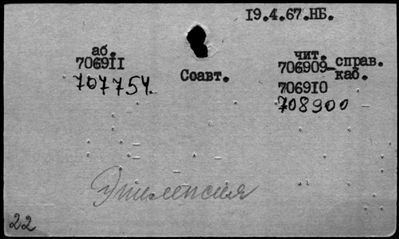 19.4.67.НБ.
аб.
706911
707754
Соавт.
чит.
706909-справ.
каб.
706910
708900
Эпилепсия
22